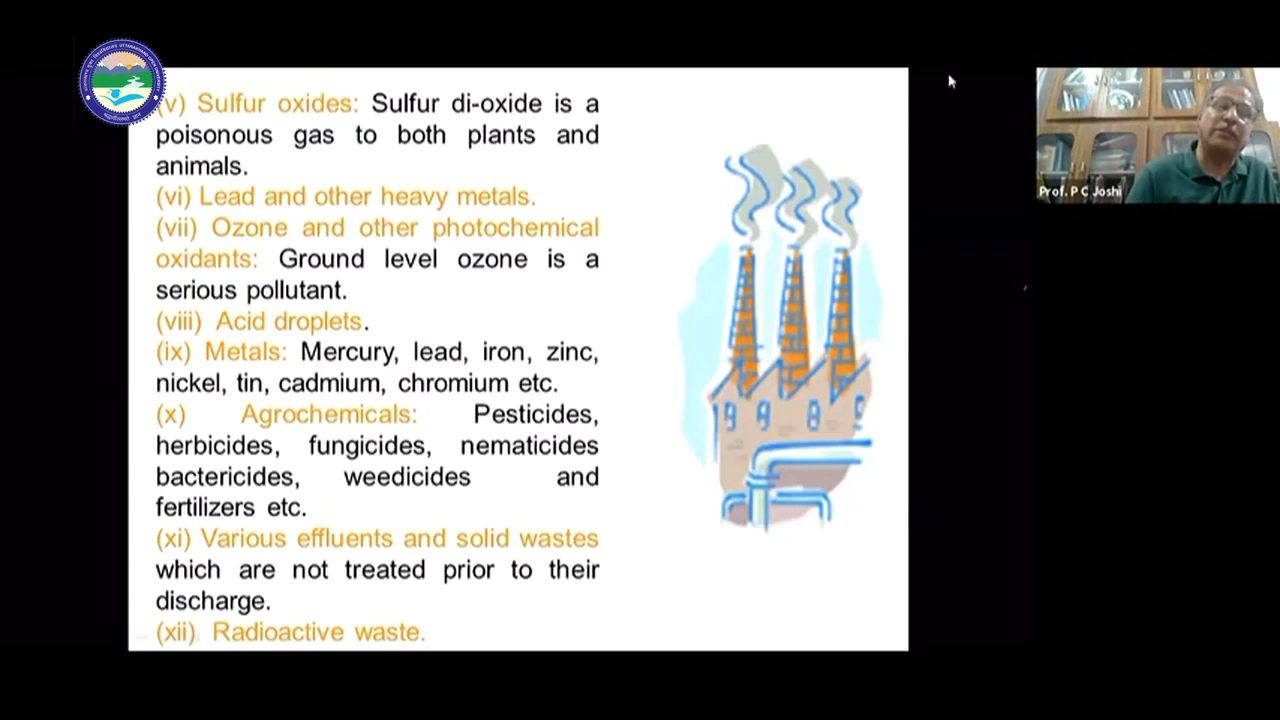 (v) Sulfur oxides: Sulfur di-oxide is a
poisonous gas to both plants and
animals.
(vi) Lead and other heavy metals.
(vii) Ozone and other photochemical
oxidants: Ground level ozone is a
serious pollutant.
(viii) Acid droplets.
(ix) Metals: Mercury, lead, iron, zinc,
nickel, tin, cadmium, chromium etc.
(x) Agrochemicals: Pesticides,
herbicides, fungicides, nematicides
bactericides, weedicides and
fertilizers etc.
(xi) Various effluents and solid wastes
which are not treated prior to their
discharge.
(xii) Radioactive waste.
Prof. P C Joshi